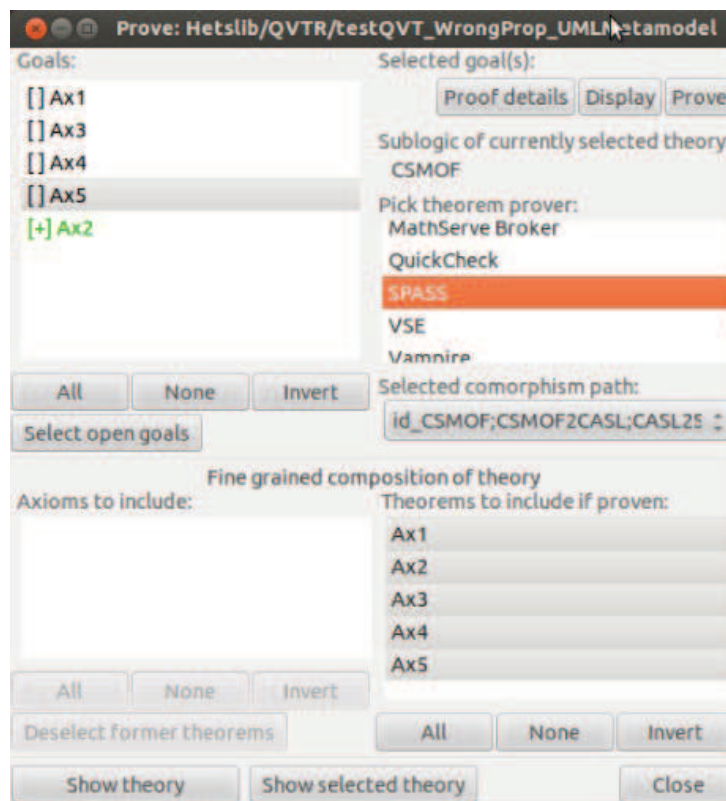 Prove: Hetslib/QVTR/testQVT_WrongProp_UMLMetamodel
Goals:
[ ] Ax1
[ ] Ax3
[ ] Ax4
[ ] Ax5
[+] Ax2
All None Invert
Select open goals
Selected goal(s):
Proof details Display Prove
Sublogic of currently selected theory
CSMOF
Pick theorem prover:
MathServe Broker
QuickCheck
SPASS
VSE
Vampire
Selected comorphism path:
id_CSMOF;CSMOF2CASL;CASL2S
Fine grained composition of theory
Axioms to include:
All None Invert
Deselect former theorems
Theorems to include if proven:
Ax1
Ax2
Ax3
Ax4
Ax5
All None Invert
Show theory Show selected theory Close